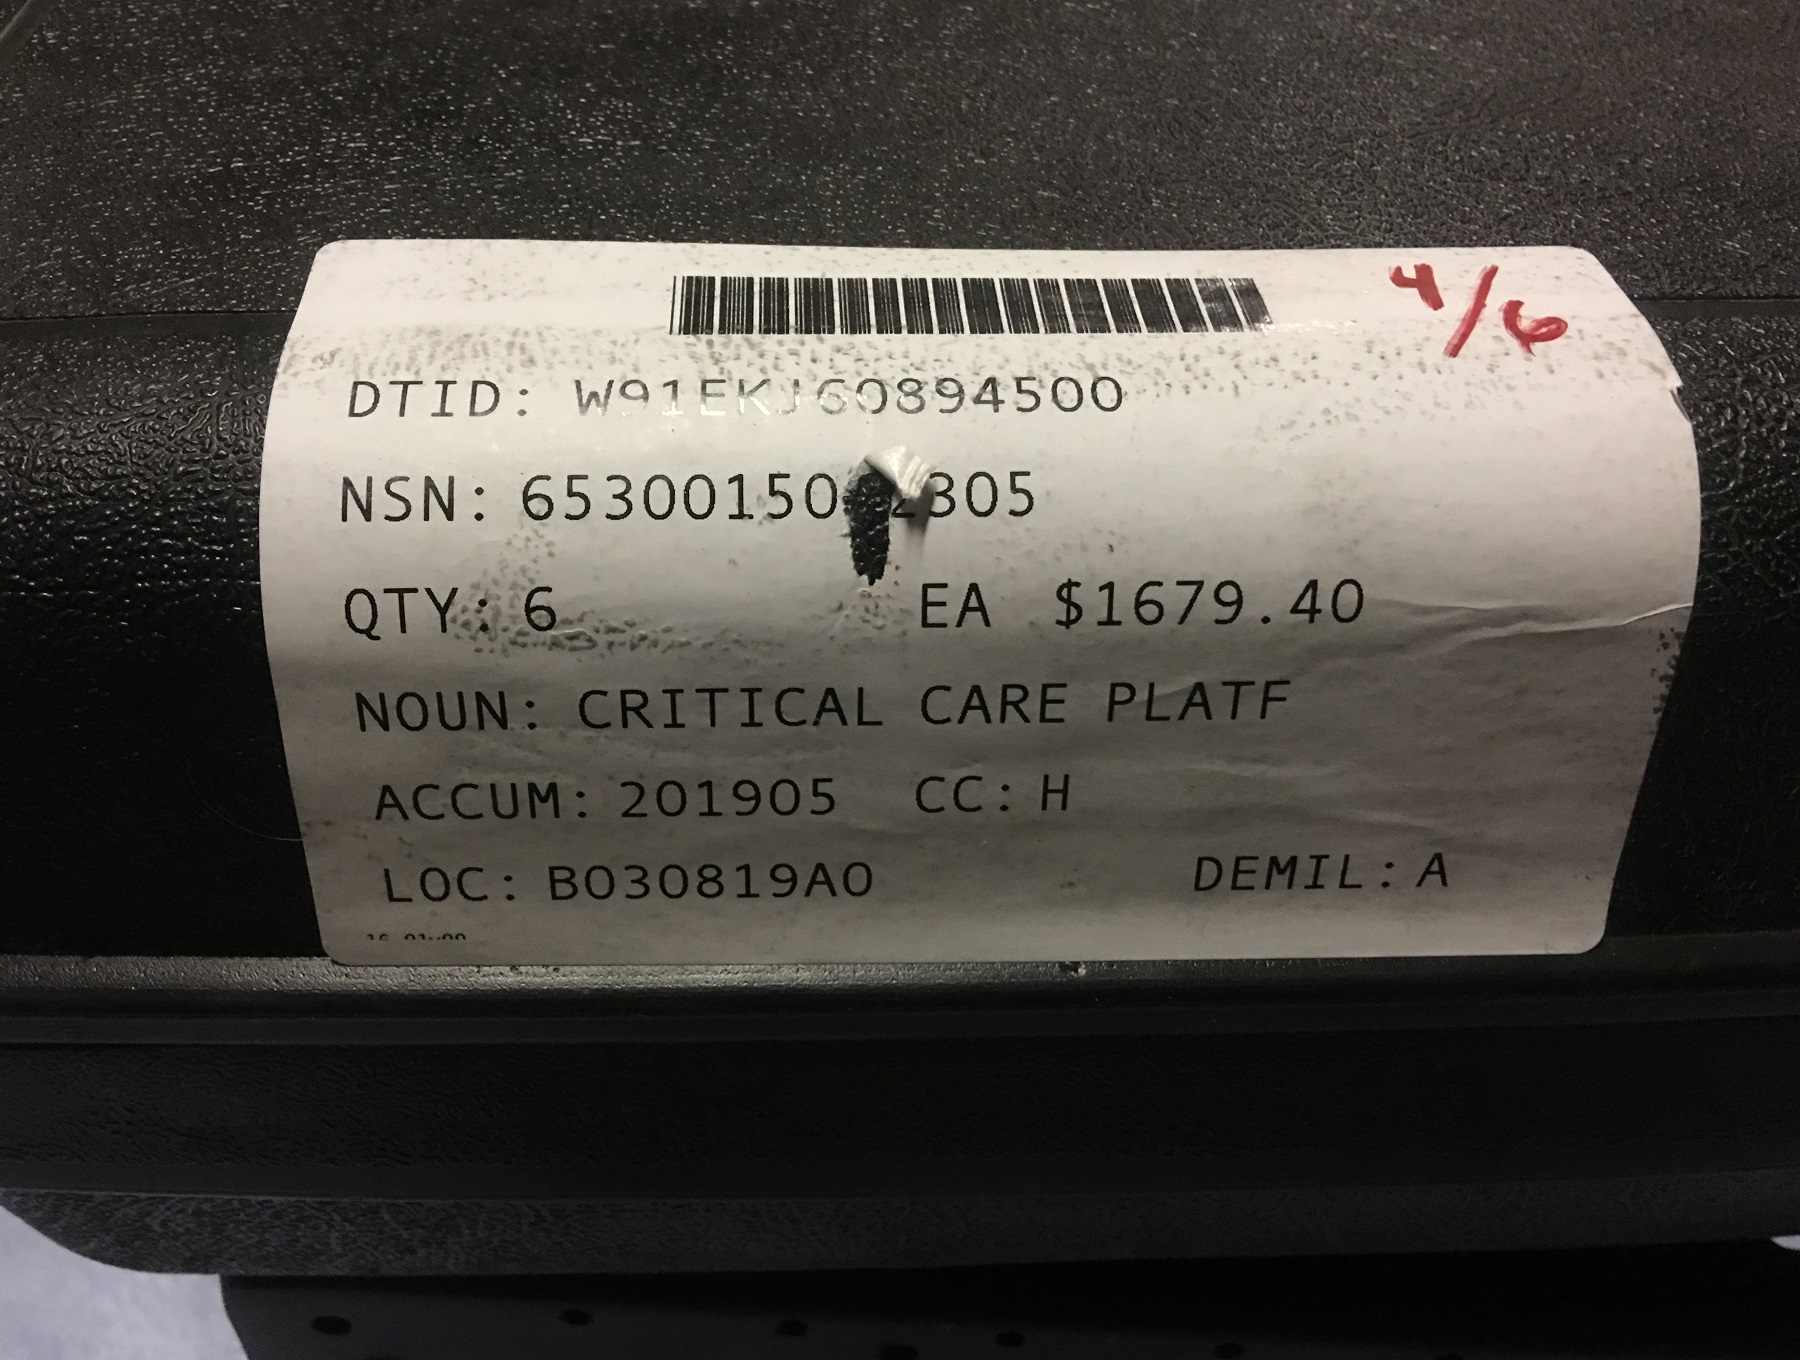 4/6
DTID: W91EKJ60894500
NSN:
QTY: 6 EA $1679.40
NOUN: CRITICAL CARE PLATF
ACCUM: 201905 CC: H
LOC: B030819A0 DEMIL: A